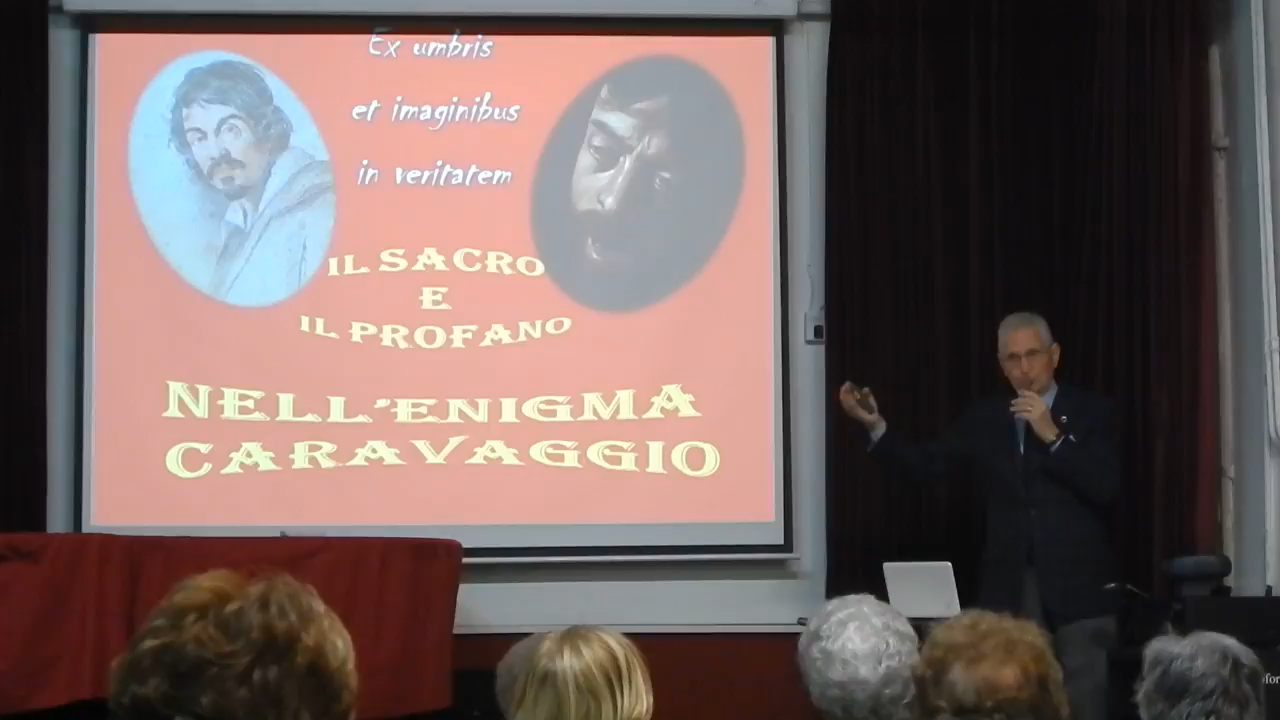 Ex umbris
et imaginibus
in veritatem
IL SACRO
E
IL PROFANO
NELL'ENIGMA
CARAVAGGIO